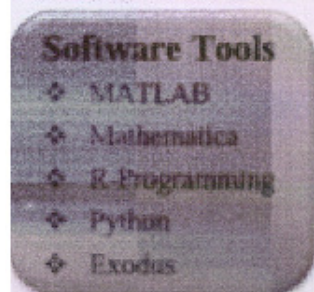 Software Tools
❖ MATLAB
❖ Mathematica
❖ R-Programming
❖ Python
❖ Exodus